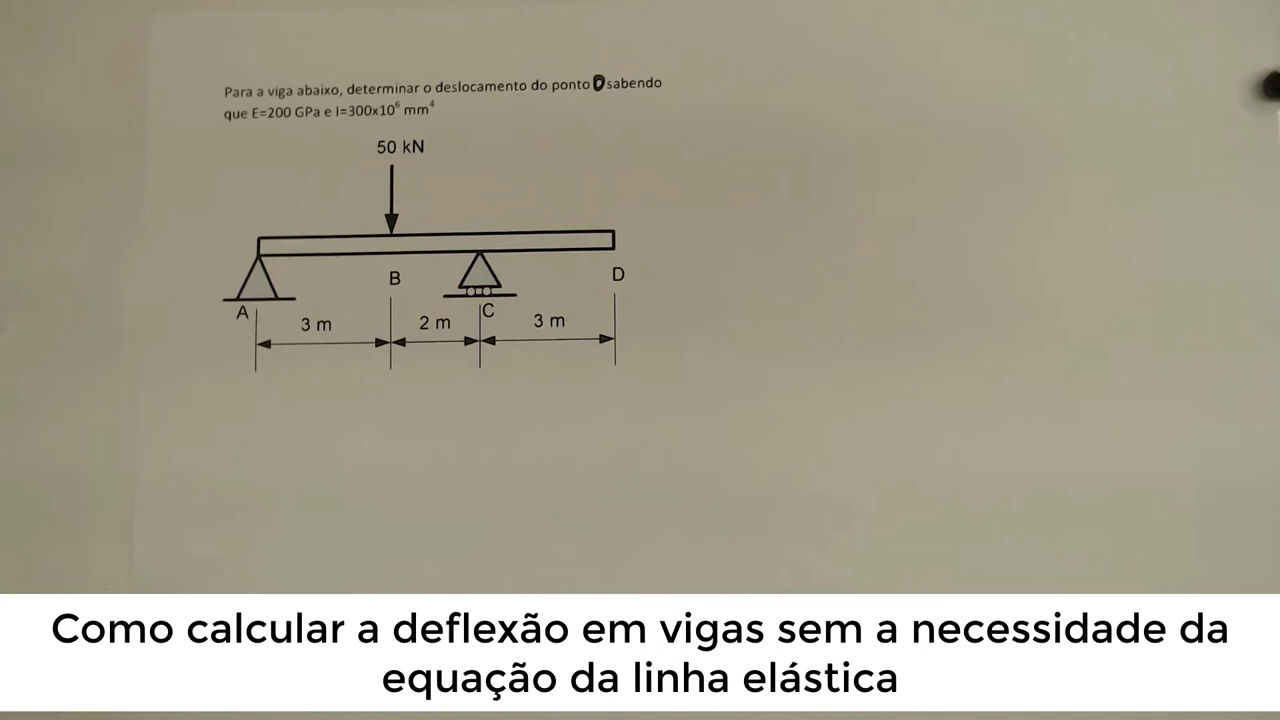 Para a viga abaixo, determinar o deslocamento do ponto D sabendo
que E=200 GPa e I=300x10⁶ mm⁴
50 kN
B
D
A
C
3 m
2 m
3 m
Como calcular a deflexão em vigas sem a necessidade da
equação da linha elástica